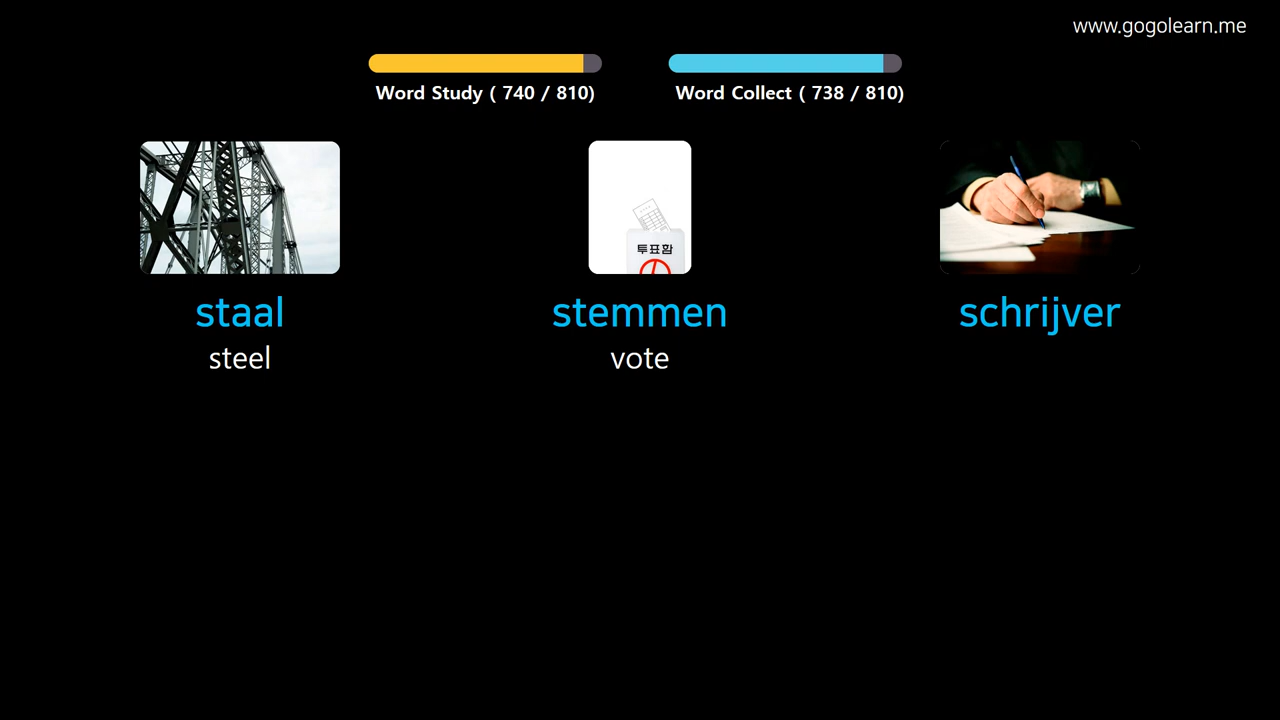 www.gogolearn.me
Word Study ( 740 / 810)
Word Collect ( 738 / 810)
투표함
staal
stemmen
schrijver
steel
vote